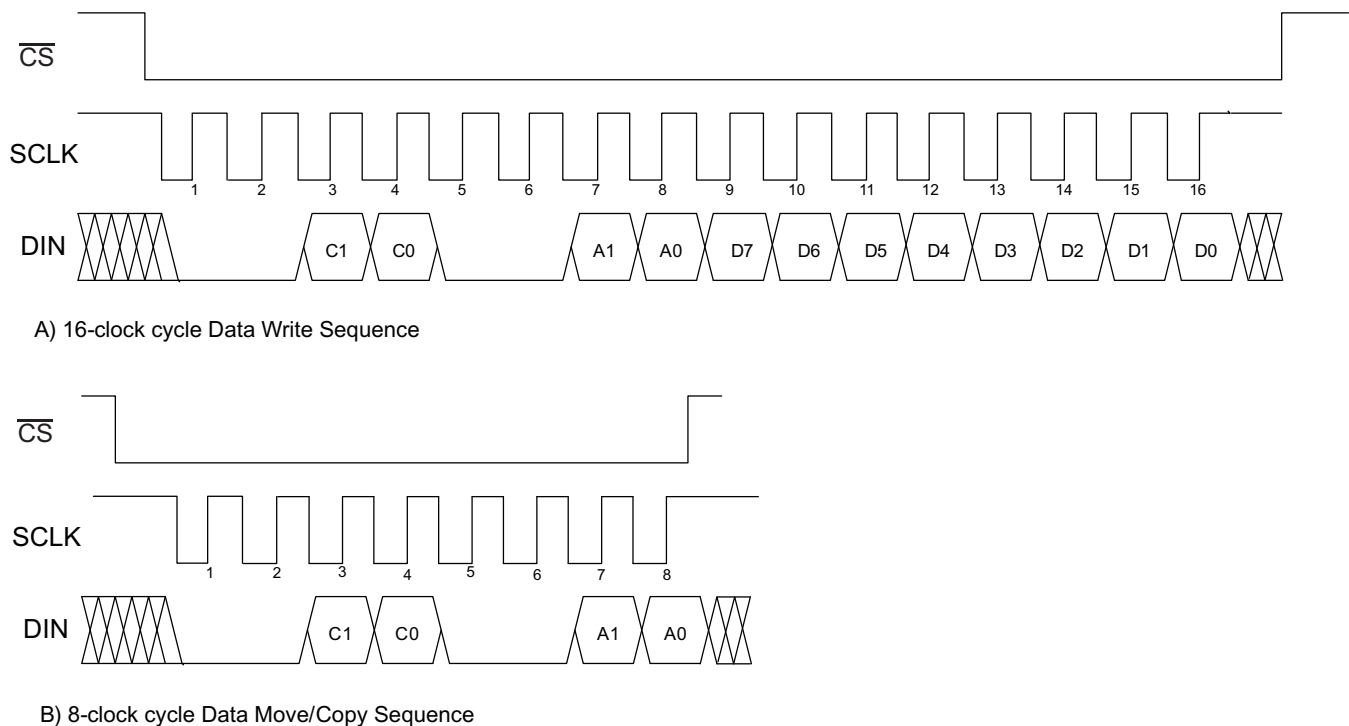 CS
SCLK
1 2 3 4 5 6 7 8 9 10 11 12 13 14 15 16
DIN
C1 C0 A1 A0 D7 D6 D5 D4 D3 D2 D1 D0
A) 16-clock cycle Data Write Sequence
CS
SCLK
1 2 3 4 5 6 7 8
DIN
C1 C0 A1 A0
B) 8-clock cycle Data Move/Copy Sequence